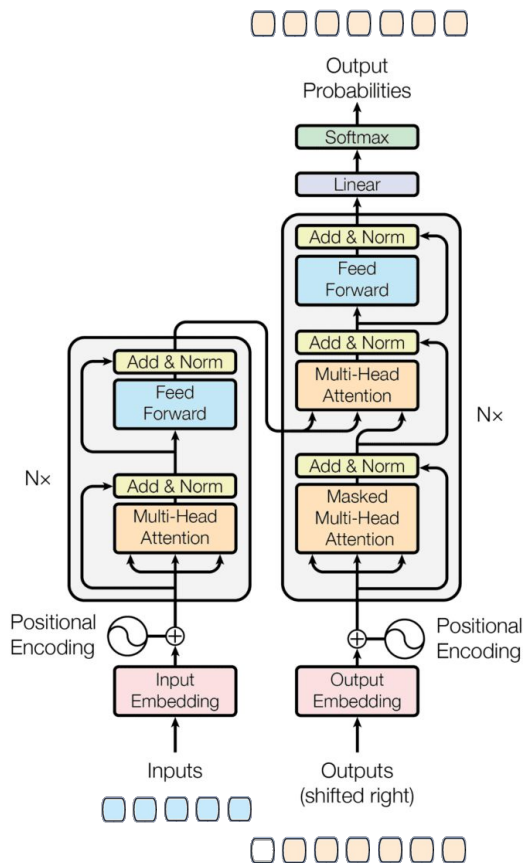 Output
Probabilities
Softmax
Linear
Add & Norm
Feed
Forward
Add & Norm
Multi-Head
Attention
Add & Norm
Masked
Multi-Head
Attention
N×
Add & Norm
Feed
Forward
Add & Norm
Multi-Head
Attention
N×
Positional
Encoding
Positional
Encoding
Input
Embedding
Output
Embedding
Inputs
Outputs
(shifted right)